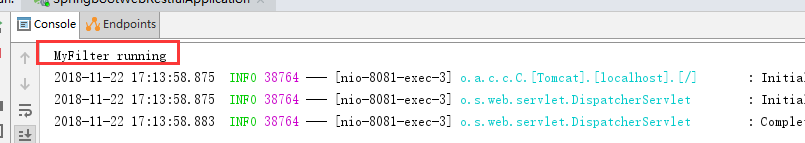 SpringbootWebRestfulApplication ×
Console Endpoints
MyFilter running
2018-11-22 17:13:58.875 INFO 38764 --- [nio-8081-exec-3] o.a.c.c.C.[Tomcat].[localhost].[/] : Initial
2018-11-22 17:13:58.875 INFO 38764 --- [nio-8081-exec-3] o.s.web.servlet.DispatcherServlet : Initial
2018-11-22 17:13:58.883 INFO 38764 --- [nio-8081-exec-3] o.s.web.servlet.DispatcherServlet : Complet